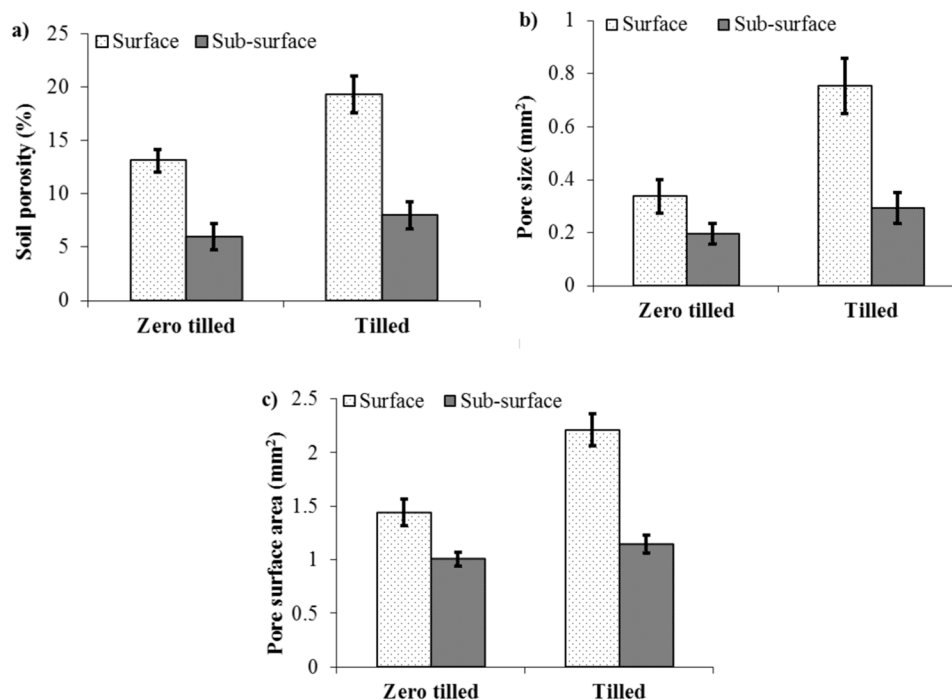 a)
Surface Sub-surface
Soil porosity (%)
25
20
15
10
5
0
Zero tilled Tilled
b)
Surface Sub-surface
Pore size (mm²)
1
0.8
0.6
0.4
0.2
0
Zero tilled Tilled
c)
Surface Sub-surface
Pore surface area (mm²)
2.5
2
1.5
1
0.5
0
Zero tilled Tilled